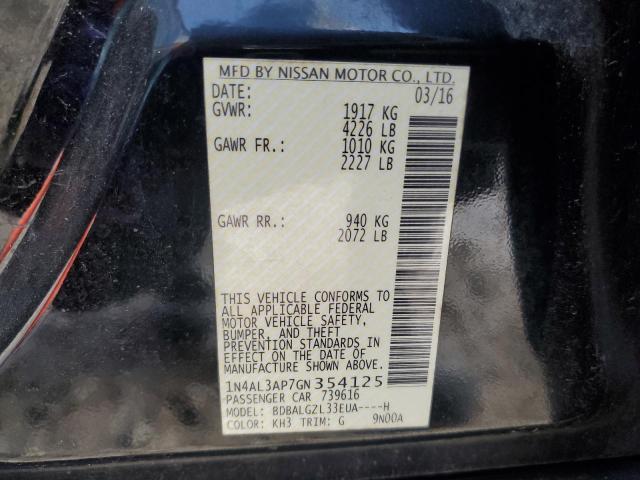 MFD BY NISSAN MOTOR CO., LTD.
DATE: 03/16
GVWR: 1917 KG
4226 LB
GAWR FR.: 1010 KG
2227 LB
GAWR RR.: 940 KG
2072 LB
THIS VEHICLE CONFORMS TO
ALL APPLICABLE FEDERAL
MOTOR VEHICLE SAFETY,
BUMPER, AND THEFT
PREVENTION STANDARDS IN
EFFECT ON THE DATE OF
MANUFACTURE SHOWN ABOVE.
1N4AL3AP7GN354125
PASSENGER CAR 739616
MODEL: BDBALGZL33EUA----H
COLOR: KH3 TRIM: G 9N00A